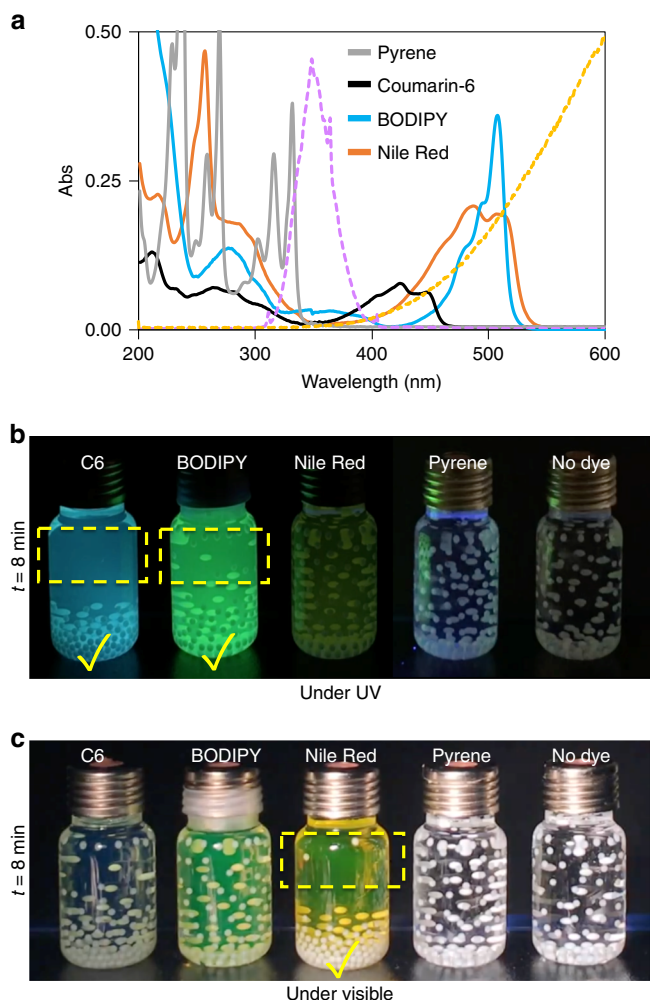 a
0.50
0.25
0.00
Abs
Pyrene
Coumarin-6
BODIPY
Nile Red
200 300 400 500 600
Wavelength (nm)
b
C6 BODIPY Nile Red Pyrene No dye
t = 8 min
Under UV
c
C6 BODIPY Nile Red Pyrene No dye
t = 8 min
Under visible